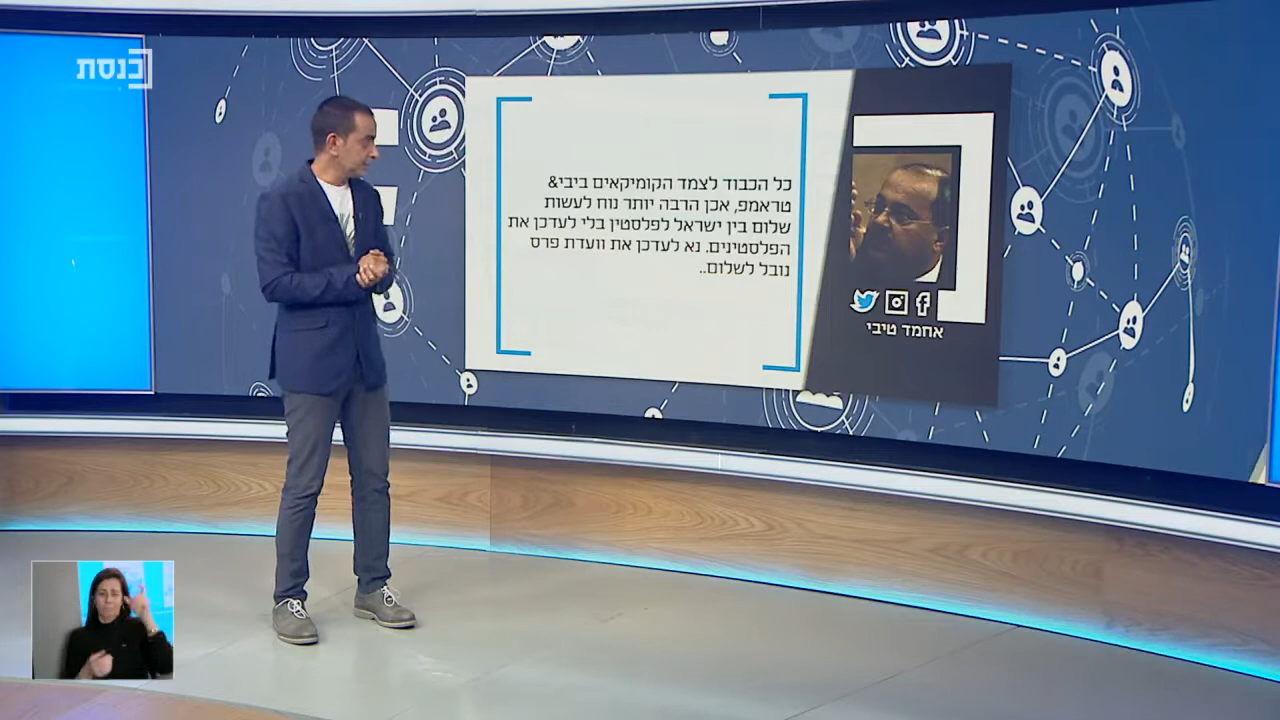 כנסת
כל הכבוד לצמד הקומיקאים ביבי&
טראמפ, אכן הרבה יותר נוח לעשות
שלום בין ישראל לפלסטין בלי לעדכן את
הפלסטינים. נא לעדכן את וועדת פרס
נובל לשלום..
אחמד טיבי